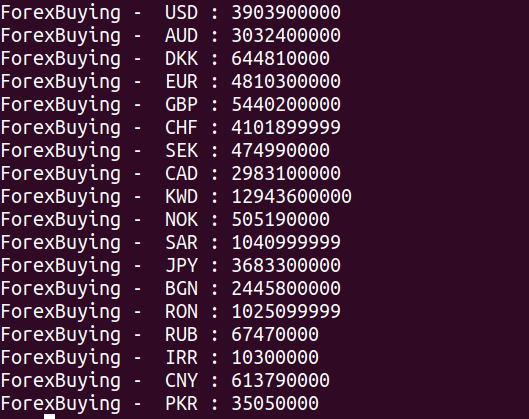 ForexBuying -  USD : 3903900000
ForexBuying -  AUD : 3032400000
ForexBuying -  DKK : 644810000
ForexBuying -  EUR : 4810300000
ForexBuying -  GBP : 5440200000
ForexBuying -  CHF : 4101899999
ForexBuying -  SEK : 474990000
ForexBuying -  CAD : 2983100000
ForexBuying -  KWD : 12943600000
ForexBuying -  NOK : 505190000
ForexBuying -  SAR : 1040999999
ForexBuying -  JPY : 3683300000
ForexBuying -  BGN : 2445800000
ForexBuying -  RON : 1025099999
ForexBuying -  RUB : 67470000
ForexBuying -  IRR : 10300000
ForexBuying -  CNY : 613790000
ForexBuying -  PKR : 35050000